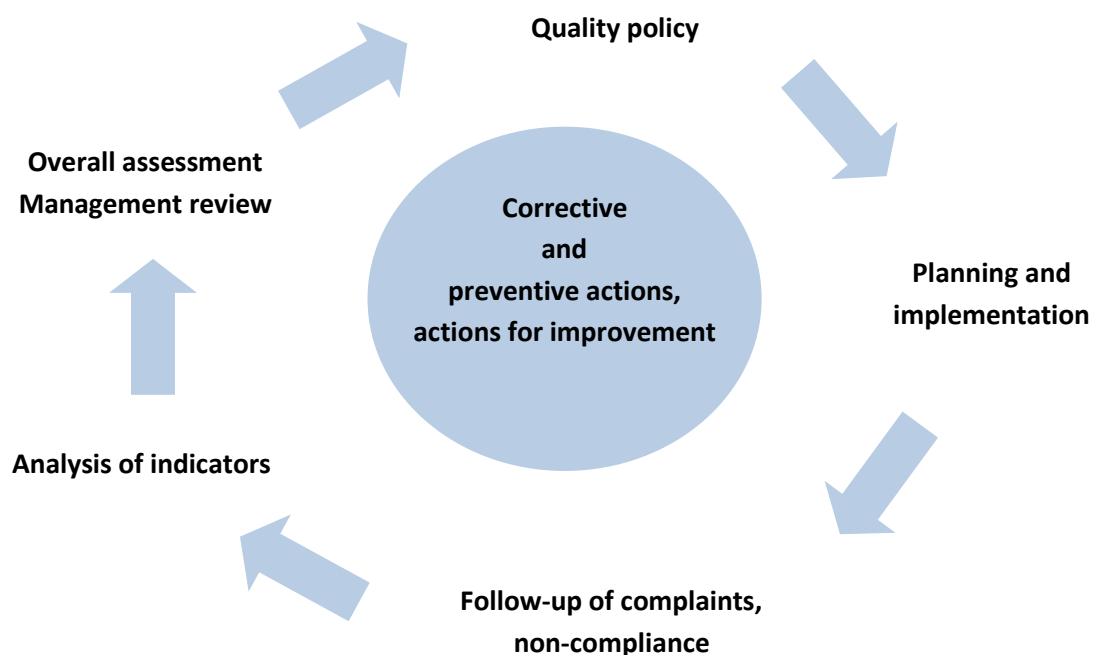 Quality policy
Overall assessment
Management review
Corrective
and
preventive actions,
actions for improvement
Planning and
implementation
Analysis of indicators
Follow-up of complaints,
non-compliance